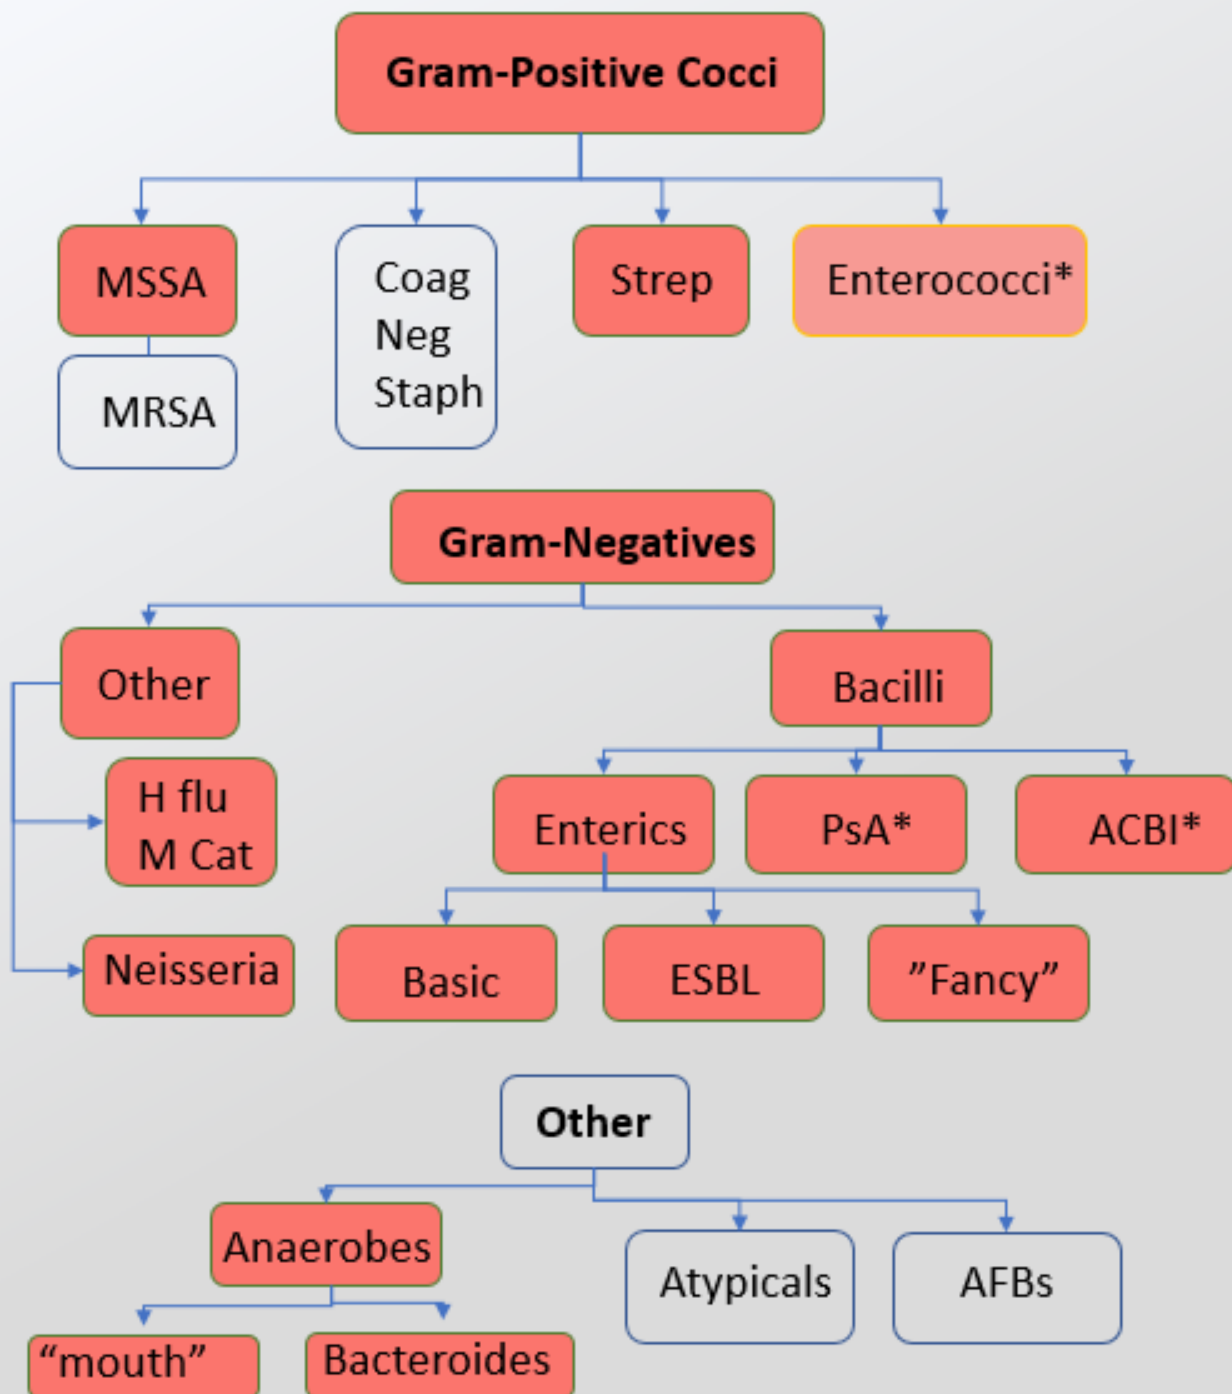 Gram-Positive Cocci
MSSA
MRSA
Coag
Neg
Staph
Strep
Enterococci*
Gram-Negatives
Other
Bacilli
H flu
M Cat
Neisseria
Enterics
PsA*
ACBI*
Basic
ESBL
”Fancy”
Other
Anaerobes
Atypicals
AFBs
“mouth”
Bacteroides